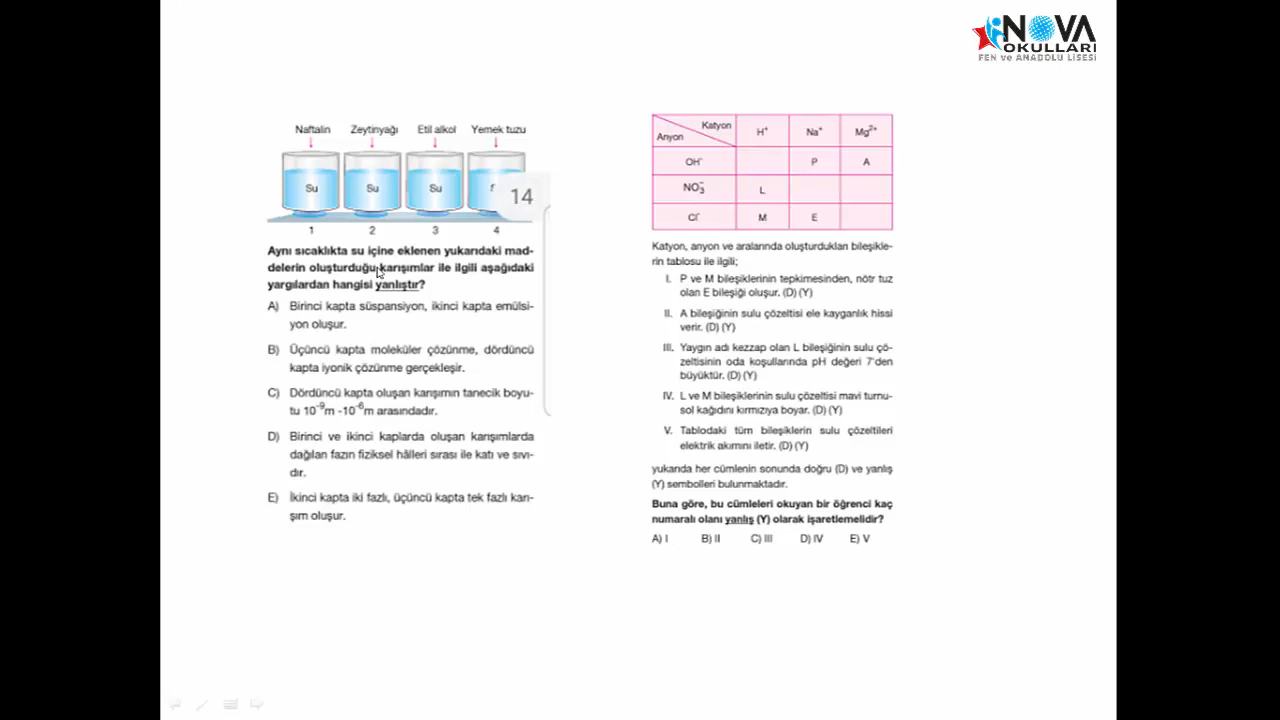 NOVA
OKULLARI
FEN ve ANADOLU LİSESİ
Naftalin Zeytinyağı Etil alkol Yemek tuzu
Su Su Su
14
1 2 3 4
Aynı sıcaklıkta su içine eklenen yukarıdaki mad-
delerin oluşturduğu karışımlar ile ilgili aşağıdaki
yargılardan hangisi yanlıştır?
A) Birinci kapta süspansiyon, ikinci kapta emülsi-
yon oluşur.
B) Üçüncü kapta moleküler çözünme, dördüncü
kapta iyonik çözünme gerçekleşir.
C) Dördüncü kapta oluşan karışımın tanecik boyu-
tu 10⁻⁹m -10⁻⁶m arasındadır.
D) Birinci ve ikinci kaplarda oluşan karışımlarda
dağılan fazın fiziksel hâlleri sırası ile katı ve sıvı-
dır.
E) İkinci kapta iki fazlı, üçüncü kapta tek fazlı karı-
şım oluşur.
Katyon
Anyon
H⁺ Na⁺ Mg²⁺
OH⁻ P A
NO₃⁻ L
Cl⁻ M E
Katyon, anyon ve aralarında oluşturdukları bileşikle-
rin tablosu ile ilgili;
I. P ve M bileşiklerinin tepkimesinden, nötr tuz
olan E bileşiği oluşur. (D) (Y)
II. A bileşiğinin sulu çözeltisi ele kayganlık hissi
verir. (D) (Y)
III. Yaygın adı kezzap olan L bileşiğinin sulu çö-
zeltisinin oda koşullarında pH değeri 7'den
büyüktür. (D) (Y)
IV. L ve M bileşiklerinin sulu çözeltisi mavi turnu-
sol kağıdını kırmızıya boyar. (D) (Y)
V. Tablodaki tüm bileşiklerin sulu çözeltileri
elektrik akımını iletir. (D) (Y)
yukarıda her cümlenin sonunda doğru (D) ve yanlış
(Y) sembolleri bulunmaktadır.
Buna göre, bu cümleleri okuyan bir öğrenci kaç
numaralı olanı yanlış (Y) olarak işaretlemelidir?
A) I B) II C) III D) IV E) V